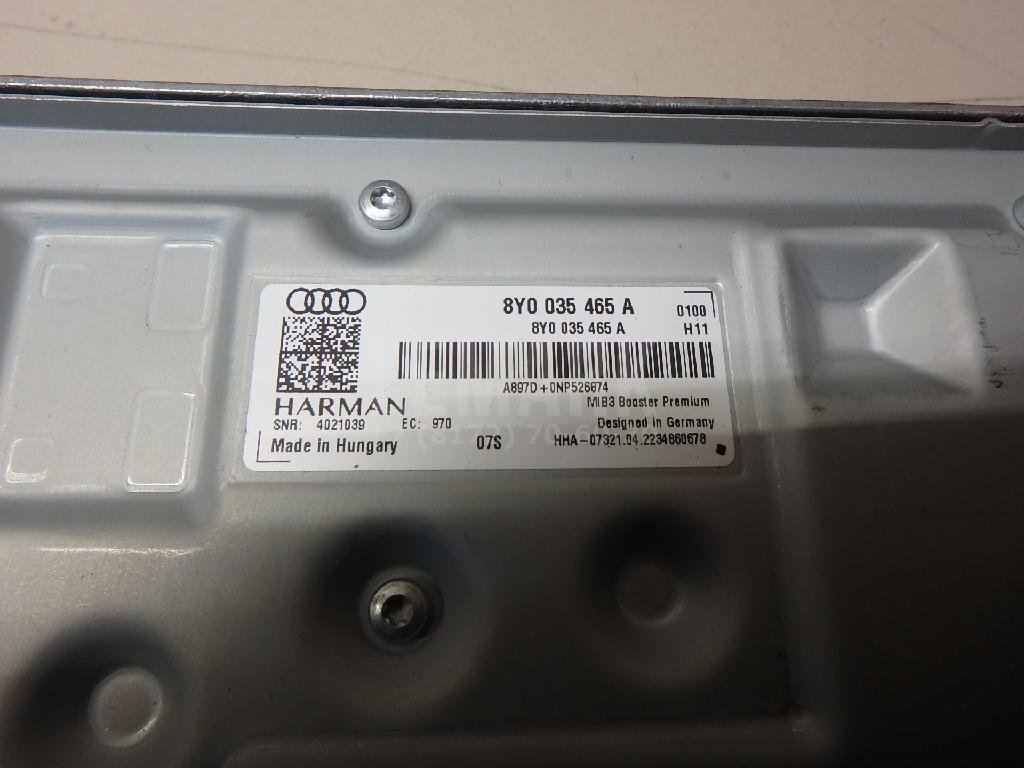 8Y0 035 465 A
0100
8Y0 035 465 A
H11
A897D+0NP526874
HARMAN
MIB3 Booster Premium
SNR: 4021039 EC: 970
Designed in Germany
Made in Hungary 07S
HHA-07321.04.2234860678